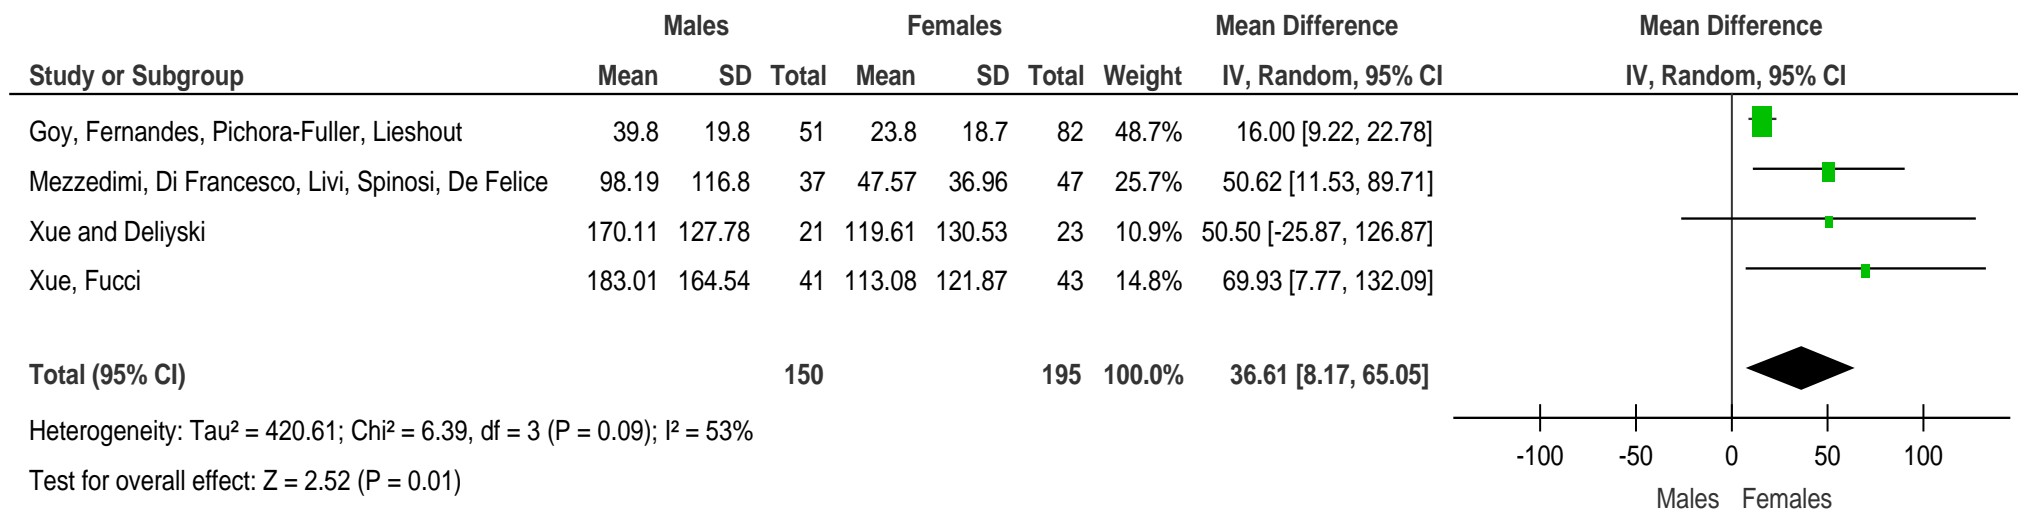 Males Females Mean Difference Mean Difference
Study or Subgroup Mean SD Total Mean SD Total Weight IV, Random, 95% CI IV, Random, 95% CI
Goy, Fernandes, Pichora-Fuller, Lieshout 39.8 19.8 51 23.8 18.7 82 48.7% 16.00 [9.22, 22.78]
Mezzedimi, Di Francesco, Livi, Spinosi, De Felice 98.19 116.8 37 47.57 36.96 47 25.7% 50.62 [11.53, 89.71]
Xue and Deliyski 170.11 127.78 21 119.61 130.53 23 10.9% 50.50 [-25.87, 126.87]
Xue, Fucci 183.01 164.54 41 113.08 121.87 43 14.8% 69.93 [7.77, 132.09]
Total (95% CI) 150 195 100.0% 36.61 [8.17, 65.05]
Heterogeneity: Tau² = 420.61; Chi² = 6.39, df = 3 (P = 0.09); I² = 53%
Test for overall effect: Z = 2.52 (P = 0.01)
-100 -50 0 50 100
Males Females